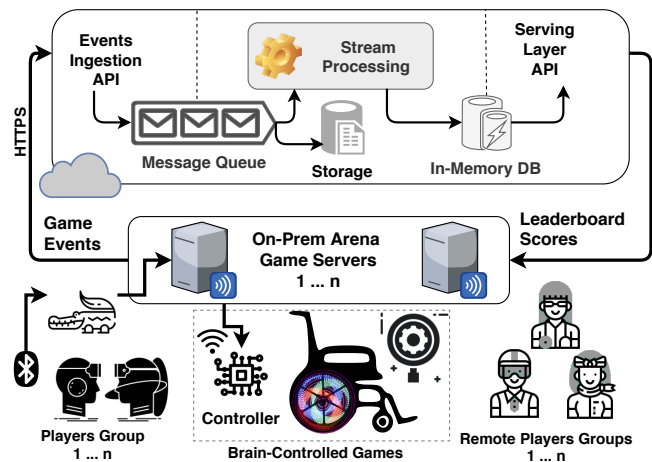 Events
Ingestion
API
Stream
Processing
Serving
Layer
API
HTTPS
Message Queue
Storage
In-Memory DB
Game
Events
On-Prem Arena
Game Servers
1 ... n
Leaderboard
Scores
Controller
Players Group
1 ... n
Brain-Controlled Games
Remote Players Groups
1 ... n